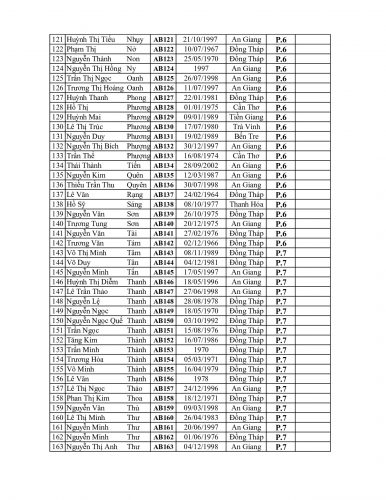 121 Huỳnh Thị Tiểu Nhụy AB121 21/10/1997 An Giang P.6
122 Phạm Thị Nở AB122 10/07/1967 Đồng Tháp P.6
123 Nguyễn Thành Non AB123 25/05/1970 Đồng Tháp P.6
124 Nguyễn Thị Hồng Ny AB124 1997 An Giang P.6
125 Trần Thị Ngọc Oanh AB125 26/07/1998 An Giang P.6
126 Trương Thị Hoàng Oanh AB126 11/07/1997 An Giang P.6
127 Huỳnh Thanh Phong AB127 22/01/1981 Đồng Tháp P.6
128 Hồ Thị Phương AB128 01/01/1975 Cần Thơ P.6
129 Huỳnh Mai Phương AB129 09/01/1989 Tiền Giang P.6
130 Lê Thị Trúc Phương AB130 17/07/1980 Trà Vinh P.6
131 Nguyễn Duy Phương AB131 19/02/1989 Bến Tre P.6
132 Nguyễn Thị Bích Phượng AB132 30/12/1997 An Giang P.6
133 Trần Thế Phượng AB133 16/08/1974 Cần Thơ P.6
134 Thái Thành Tiến AB134 28/09/2002 An Giang P.6
135 Nguyễn Kim Quên AB135 12/03/1987 An Giang P.6
136 Thiều Trần Thu Quyên AB136 30/07/1998 An Giang P.6
137 Lê Văn Rạng AB137 24/02/1964 Đồng Tháp P.6
138 Hồ Sỹ Sáng AB138 08/10/1977 Thanh Hóa P.6
139 Nguyễn Văn Sơn AB139 26/10/1975 Đồng Tháp P.6
140 Trương Tung Sơn AB140 20/12/1975 An Giang P.6
141 Nguyễn Văn Tài AB141 27/02/1976 Đồng Tháp P.6
142 Trương Văn Tám AB142 02/12/1966 Đồng Tháp P.6
143 Võ Thị Minh Tâm AB143 08/11/1989 Đồng Tháp P.7
144 Võ Duy Tân AB144 04/12/1981 Đồng Tháp P.7
145 Nguyễn Minh Tấn AB145 17/05/1997 An Giang P.7
146 Huỳnh Thị Diễm Thanh AB146 18/05/1996 An Giang P.7
147 Lê Trần Thảo Thanh AB147 27/06/1998 An Giang P.7
148 Nguyễn Lệ Thanh AB148 28/08/1978 Đồng Tháp P.7
149 Nguyễn Ngọc Thanh AB149 18/05/1970 Đồng Tháp P.7
150 Nguyễn Ngọc Quế Thanh AB150 03/10/1992 Đồng Tháp P.7
151 Trần Ngọc Thanh AB151 15/08/1976 Đồng Tháp P.7
152 Tăng Kim Thành AB152 16/07/1986 Đồng Tháp P.7
153 Trần Minh Thành AB153 1970 Đồng Tháp P.7
154 Trương Hòa Thành AB154 05/03/1971 Đồng Tháp P.7
155 Võ Minh Thành AB155 16/04/1979 Đồng Tháp P.7
156 Lê Văn Thạnh AB156 1978 Đồng Tháp P.7
157 Lê Thị Ngọc Thảo AB157 24/12/1996 An Giang P.7
158 Phan Thị Kim Thoa AB158 18/12/1971 Đồng Tháp P.7
159 Nguyễn Văn Thủ AB159 09/03/1998 An Giang P.7
160 Lê Thị Minh Thư AB160 26/04/1983 Đồng Tháp P.7
161 Nguyễn Minh Thư AB161 20/06/1997 An Giang P.7
162 Nguyễn Minh Thư AB162 01/06/1976 Đồng Tháp P.7
163 Nguyễn Thị Anh Thư AB163 04/12/1998 An Giang P.7